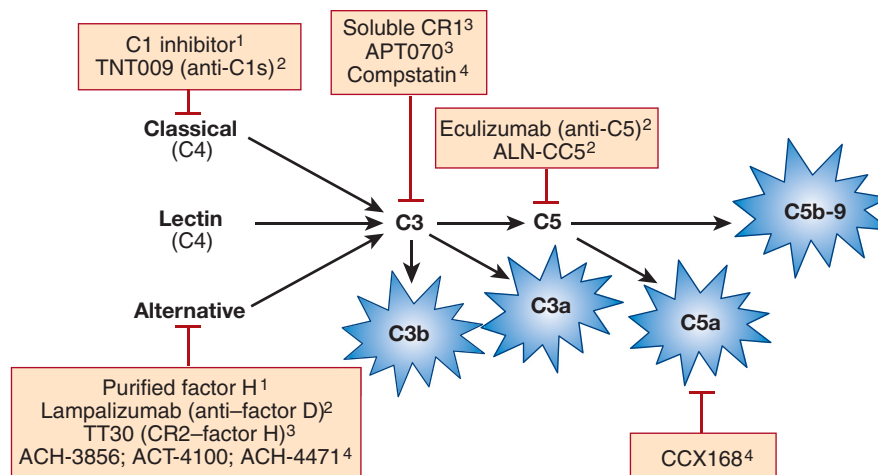 C1 inhibitor¹
TNT009 (anti-C1s)²
Soluble CR1³
APT070³
Compstatin⁴
Classical
(C4)
Eculizumab (anti-C5)²
ALN-CC5²
Lectin
(C4)
C3
C5
C5b-9
Alternative
C3b
C3a
C5a
Purified factor H¹
Lampalizumab (anti–factor D)²
TT30 (CR2–factor H)³
ACH-3856; ACT-4100; ACH-4471⁴
CCX168⁴